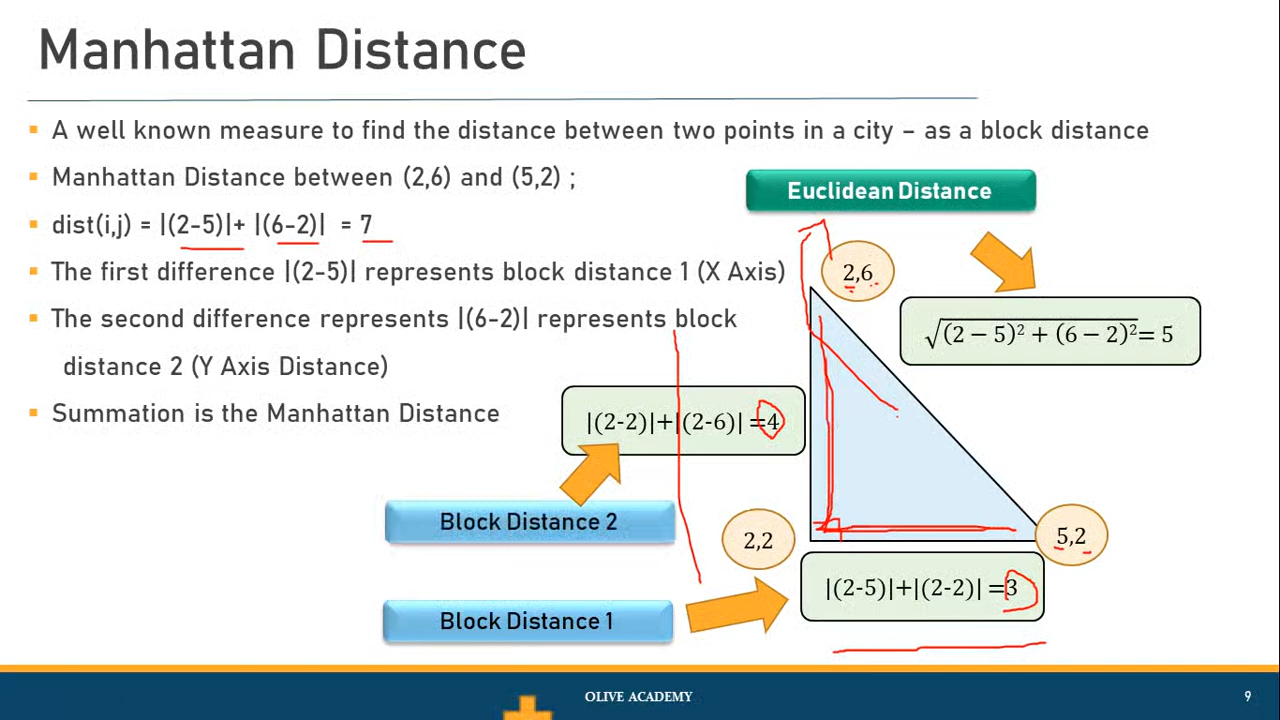 Manhattan Distance
▪ A well known measure to find the distance between two points in a city – as a block distance
▪ Manhattan Distance between (2,6) and (5,2) ;
▪ dist(i,j) = |(2-5)|+ |(6-2)| = 7
▪ The first difference |(2-5)| represents block distance 1 (X Axis)
▪ The second difference represents |(6-2)| represents block
distance 2 (Y Axis Distance)
▪ Summation is the Manhattan Distance
Euclidean Distance
2,6
√(2 − 5)² + (6 − 2)²= 5
|(2-2)|+|(2-6)| =4
Block Distance 2
2,2
5,2
|(2-5)|+|(2-2)| =3
Block Distance 1
OLIVE ACADEMY
9